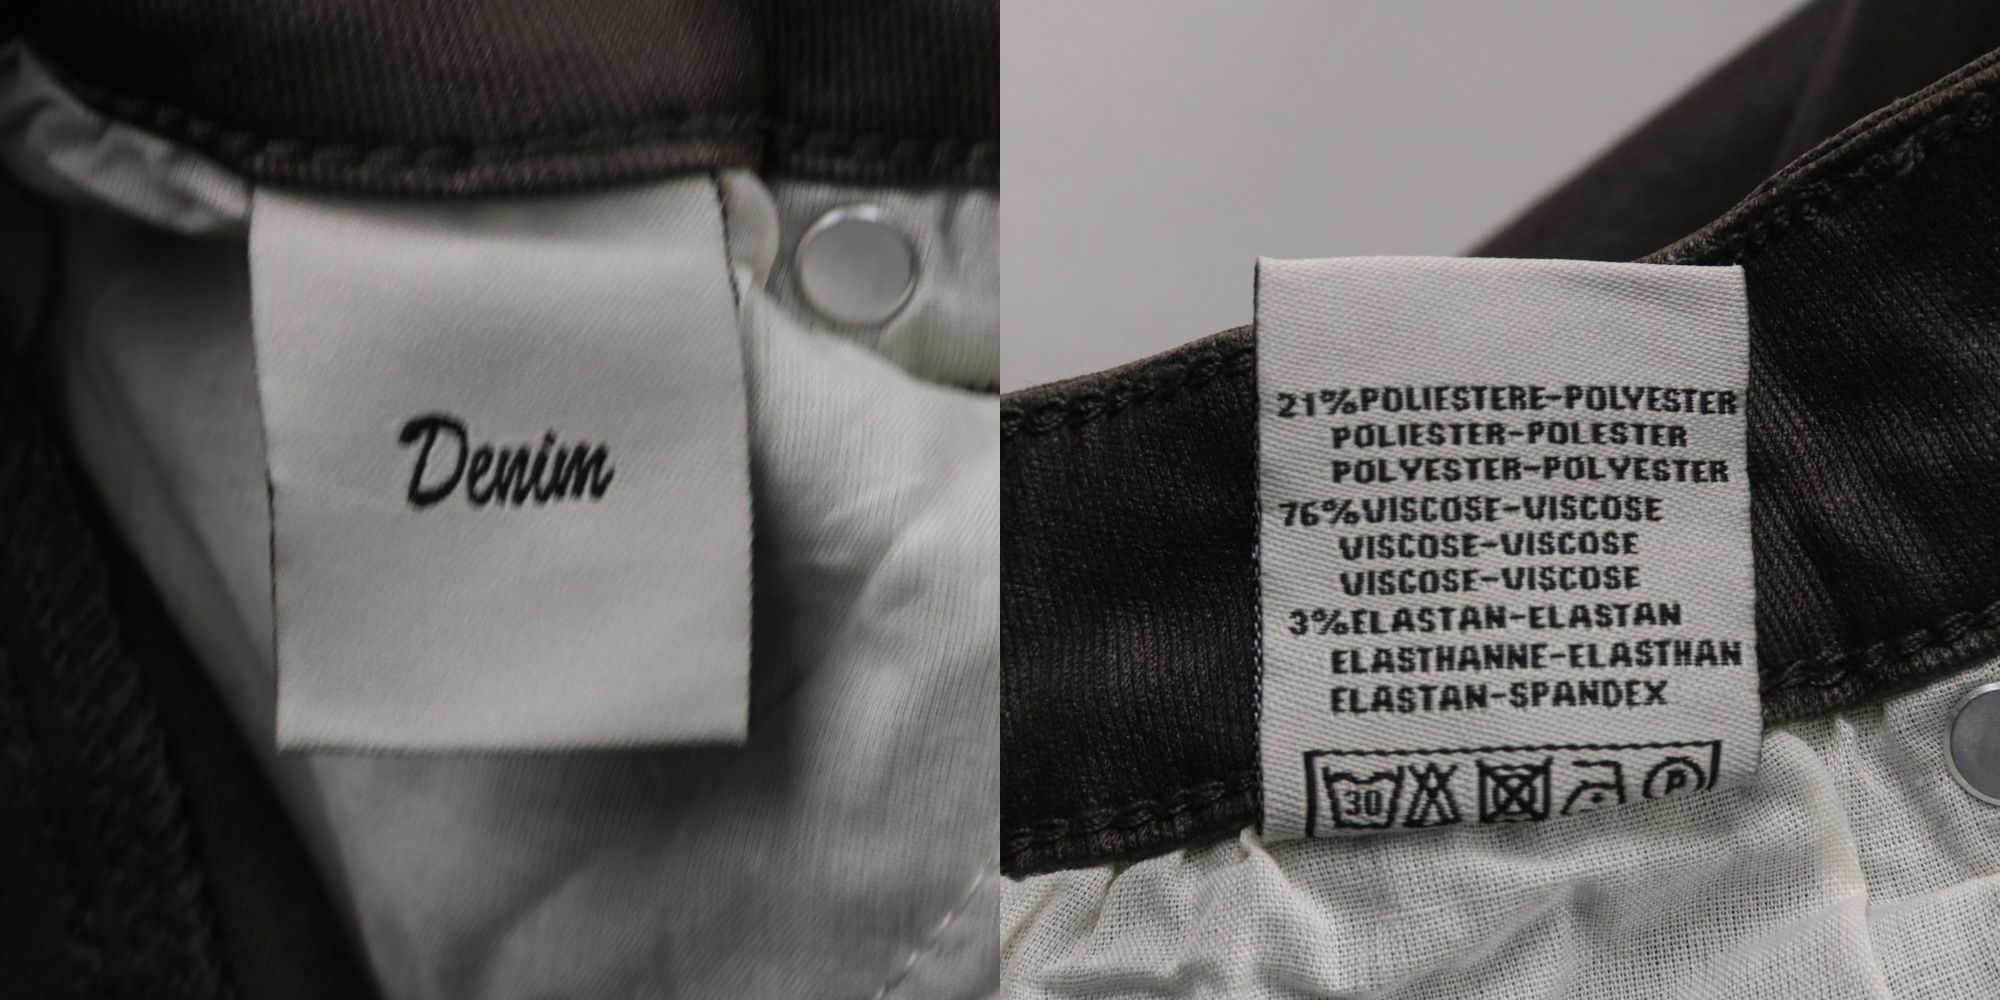 Denim
21%POLIESTERE-POLYESTER
POLIESTER-POLESTER
POLYESTER-POLYESTER
76%VISCOSE-VISCOSE
VISCOSE-VISCOSE
VISCOSE-VISCOSE
3%ELASTAN-ELASTAN
ELASTHANNE-ELASTHAN
ELASTAN-SPANDEX
30 P